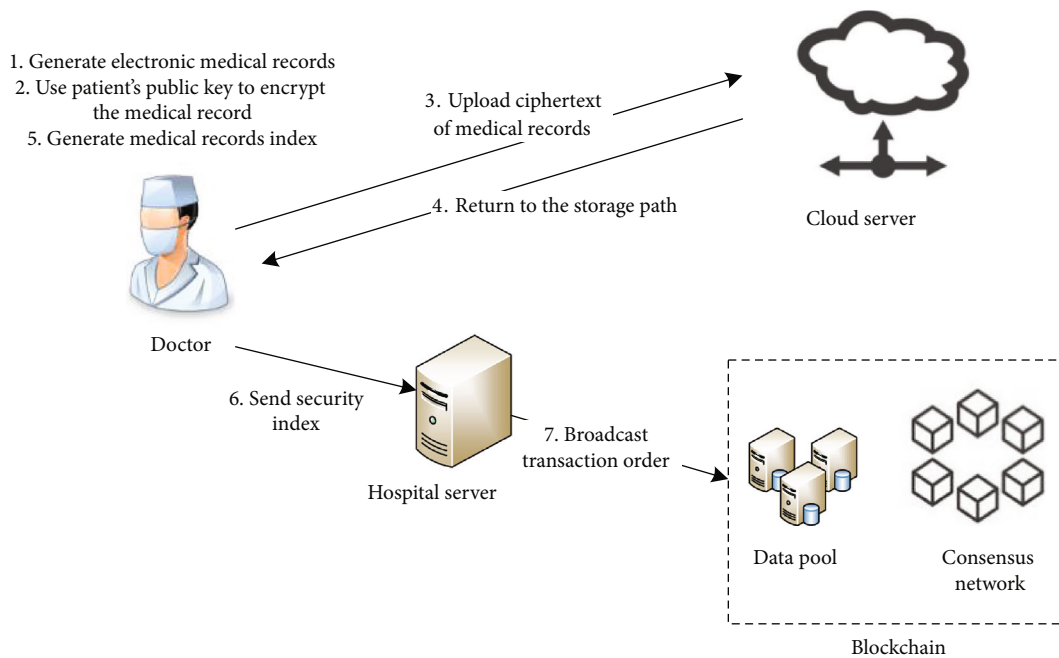 1. Generate electronic medical records
2. Use patient's public key to encrypt
the medical record
5. Generate medical records index
3. Upload ciphertext
of medical records
4. Return to the storage path
Cloud server
Doctor
6. Send security
index
Hospital server
7. Broadcast
transaction order
Data pool
Consensus
network
Blockchain